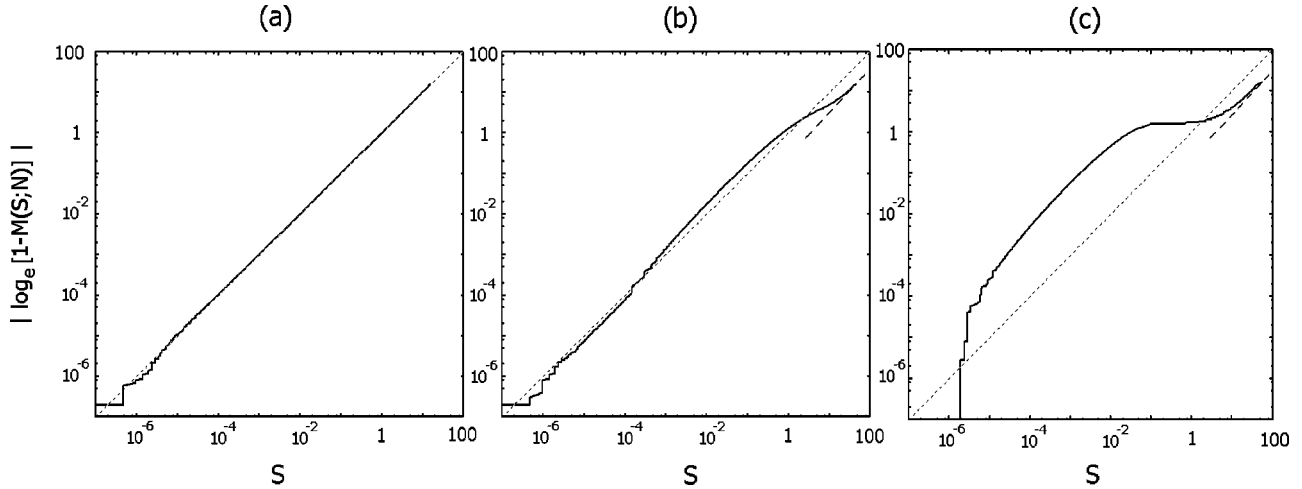 (a) (b) (c)
| log_e[1-M(S;N)] |
100 100 100
1 1 1
10^-2 10^-2 10^-2
10^-4 10^-4 10^-4
10^-6 10^-6 10^-6
10^-6 10^-4 10^-2 1 100 10^-6 10^-4 10^-2 1 100 10^-6 10^-4 10^-2 1 100
S S S